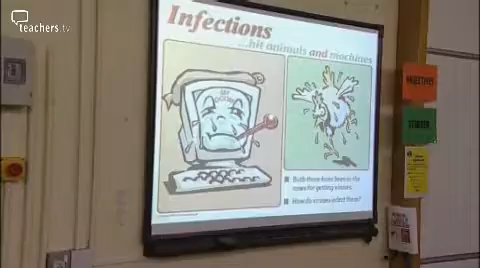 teachers.tv
Infections
...hit animals and machines
Both these have been in the
news for getting viruses.
How do viruses affect them?
OBJECTIVES
STARTER